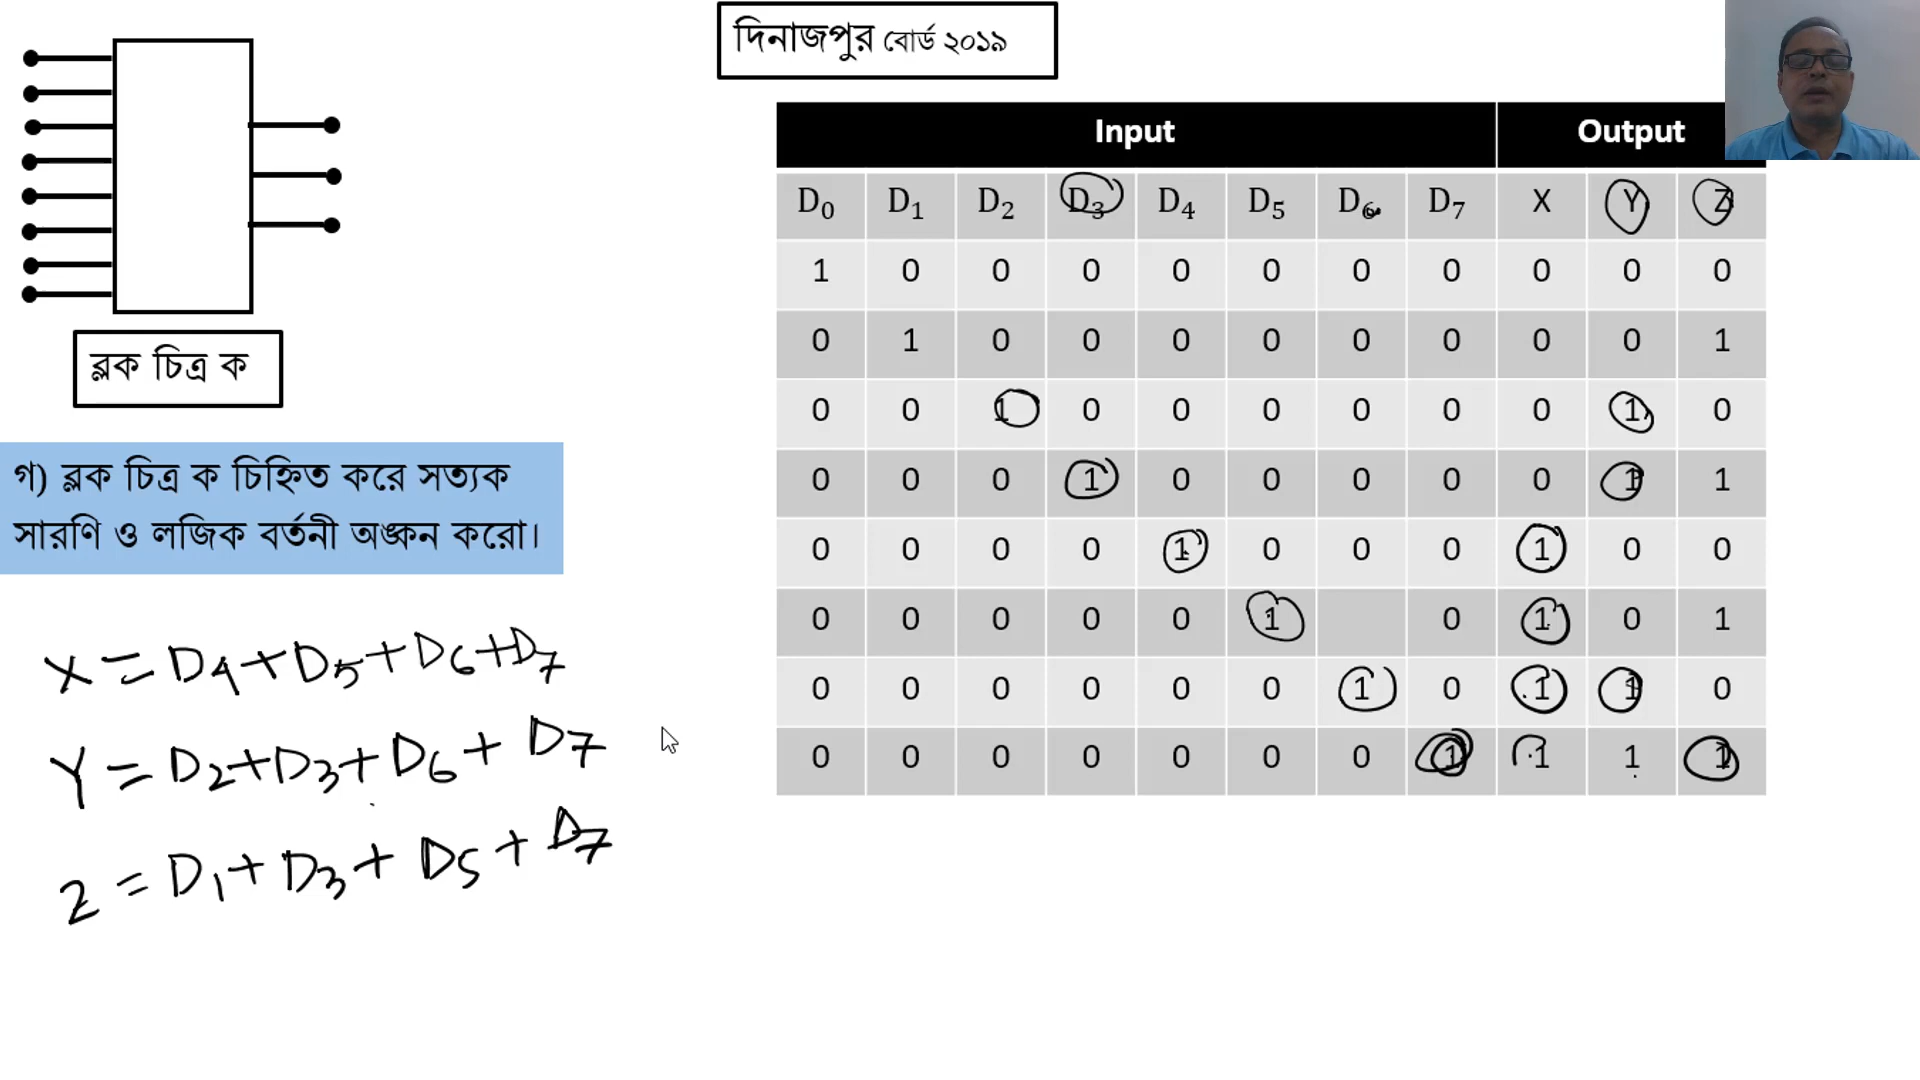 দিনাজপুর বোর্ড ২০১৯
ব্লক চিত্র ক
গ) ব্লক চিত্র ক চিহ্নিত করে সত্যক
সারণি ও লজিক বর্তনী অঙ্কন করো।
X = D4+D5+D6+D7
Y = D2+D3+D6+D7
Z = D1+D3+D5+D7
Input Output
D₀ D₁ D₂ D₃ D₄ D₅ D₆ D₇ X Y Z
1 0 0 0 0 0 0 0 0 0 0
0 1 0 0 0 0 0 0 0 0 1
0 0 1 0 0 0 0 0 0 1 0
0 0 0 1 0 0 0 0 0 1 1
0 0 0 0 1 0 0 0 1 0 0
0 0 0 0 0 1 0 1 0 1
0 0 0 0 0 0 1 0 1 1 0
0 0 0 0 0 0 0 1 1 1 1